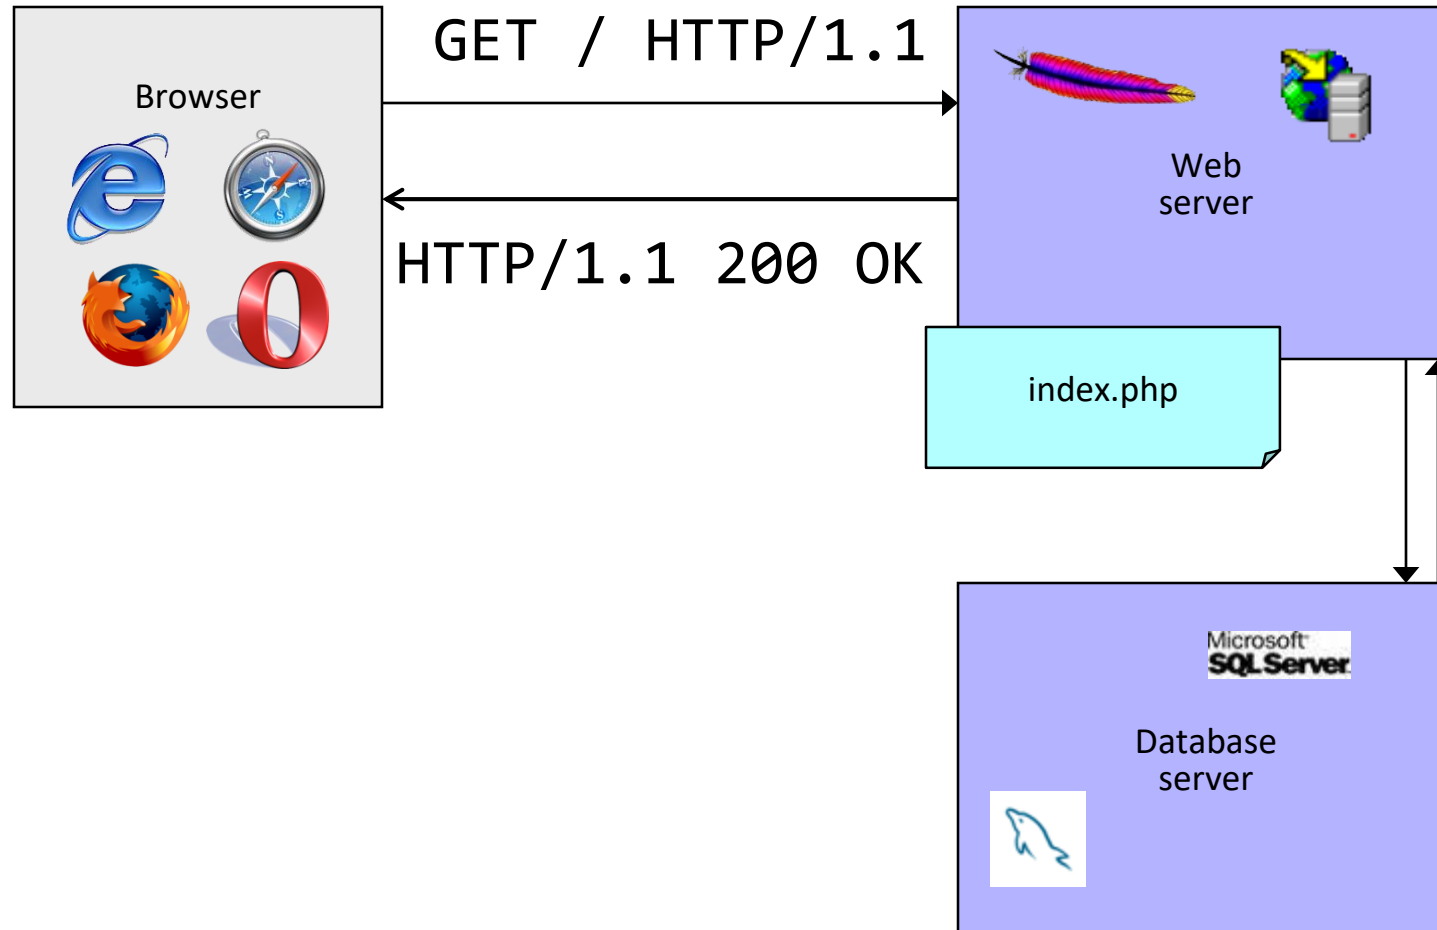 GET / HTTP/1.1
Browser
Web
server
HTTP/1.1 200 OK
index.php
Microsoft
SQL Server
Database
server